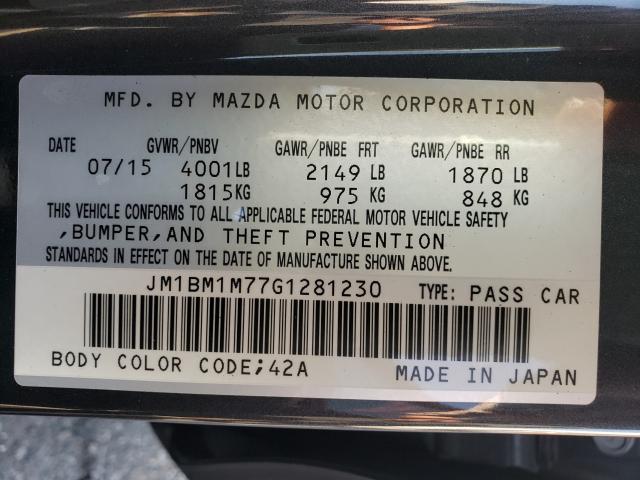 MFD. BY MAZDA MOTOR CORPORATION
DATE GVWR/PNBV GAWR/PNBE FRT GAWR/PNBE RR
07/15 4001LB 2149 LB 1870 LB
1815KG 975 KG 848 KG
THIS VEHICLE CONFORMS TO ALL APPLICABLE FEDERAL MOTOR VEHICLE SAFETY
,BUMPER,AND THEFT PREVENTION
STANDARDS IN EFFECT ON THE DATE OF MANUFACTURE SHOWN ABOVE.
JM1BM1M77G1281230 TYPE: PASS CAR
BODY COLOR CODE;42A MADE IN JAPAN